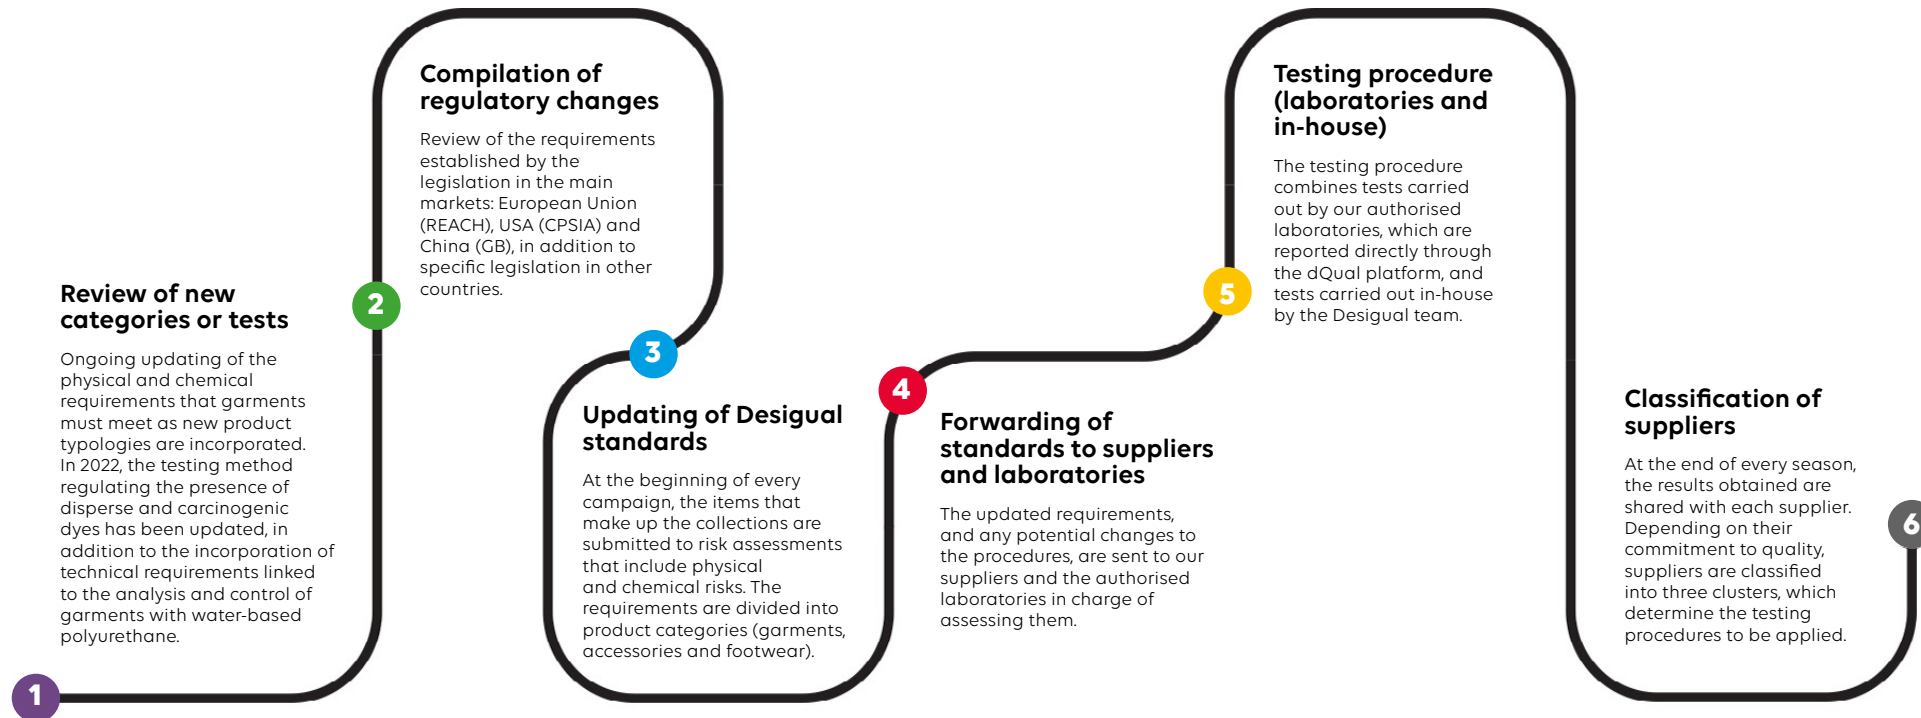 1
Review of new
categories or tests
Ongoing updating of the
physical and chemical
requirements that garments
must meet as new product
typologies are incorporated.
In 2022, the testing method
regulating the presence of
disperse and carcinogenic
dyes has been updated, in
addition to the incorporation of
technical requirements linked
to the analysis and control of
garments with water-based
polyurethane.
2
Compilation of
regulatory changes
Review of the requirements
established by the
legislation in the main
markets: European Union
(REACH), USA (CPSIA) and
China (GB), in addition to
specific legislation in other
countries.
3
Updating of Desigual
standards
At the beginning of every
campaign, the items that
make up the collections are
submitted to risk assessments
that include physical
and chemical risks. The
requirements are divided into
product categories (garments,
accessories and footwear).
4
Forwarding of
standards to suppliers
and laboratories
The updated requirements,
and any potential changes to
the procedures, are sent to our
suppliers and the authorised
laboratories in charge of
assessing them.
5
Testing procedure
(laboratories and
in-house)
The testing procedure
combines tests carried
out by our authorised
laboratories, which are
reported directly through
the dQual platform, and
tests carried out in-house
by the Desigual team.
6
Classification of
suppliers
At the end of every season,
the results obtained are
shared with each supplier.
Depending on their
commitment to quality,
suppliers are classified
into three clusters, which
determine the testing
procedures to be applied.